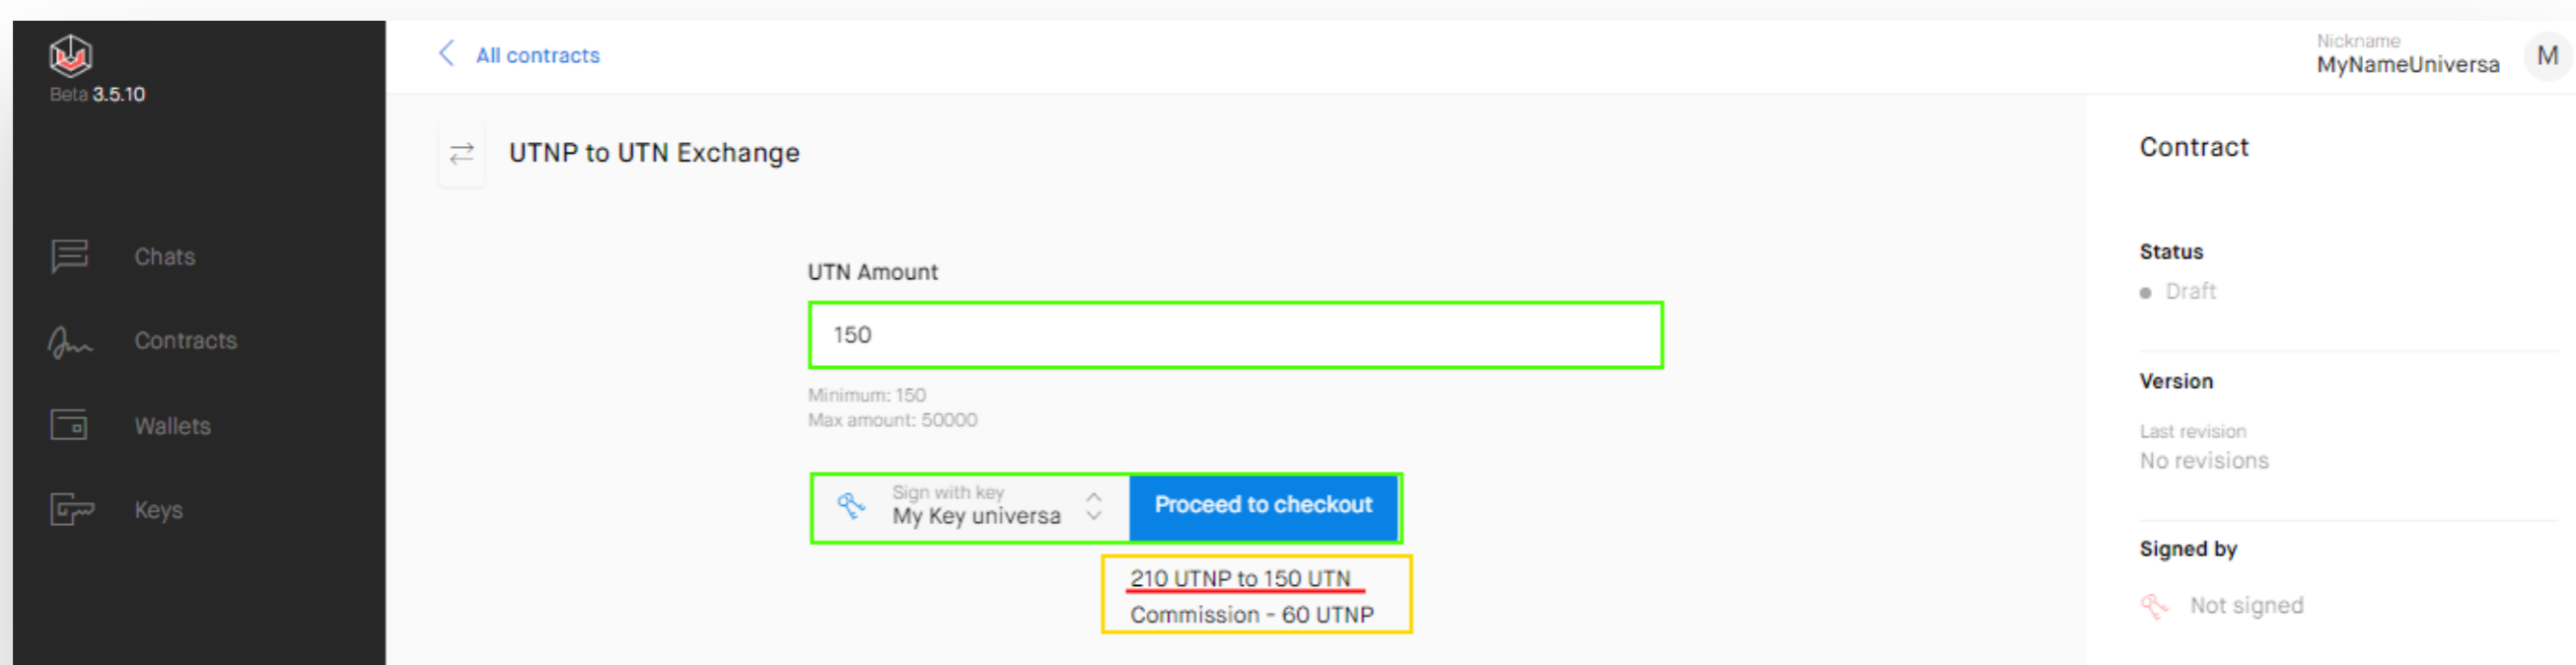 Beta 3.5.10
All contracts
Nickname
MyNameUniversa
M
UTNP to UTN Exchange
Chats
Contracts
Wallets
Keys
UTN Amount
150
Minimum: 150
Max amount: 50000
Sign with key
My Key universa
Proceed to checkout
210 UTNP to 150 UTN
Commission - 60 UTNP
Contract
Status
Draft
Version
Last revision
No revisions
Signed by
Not signed